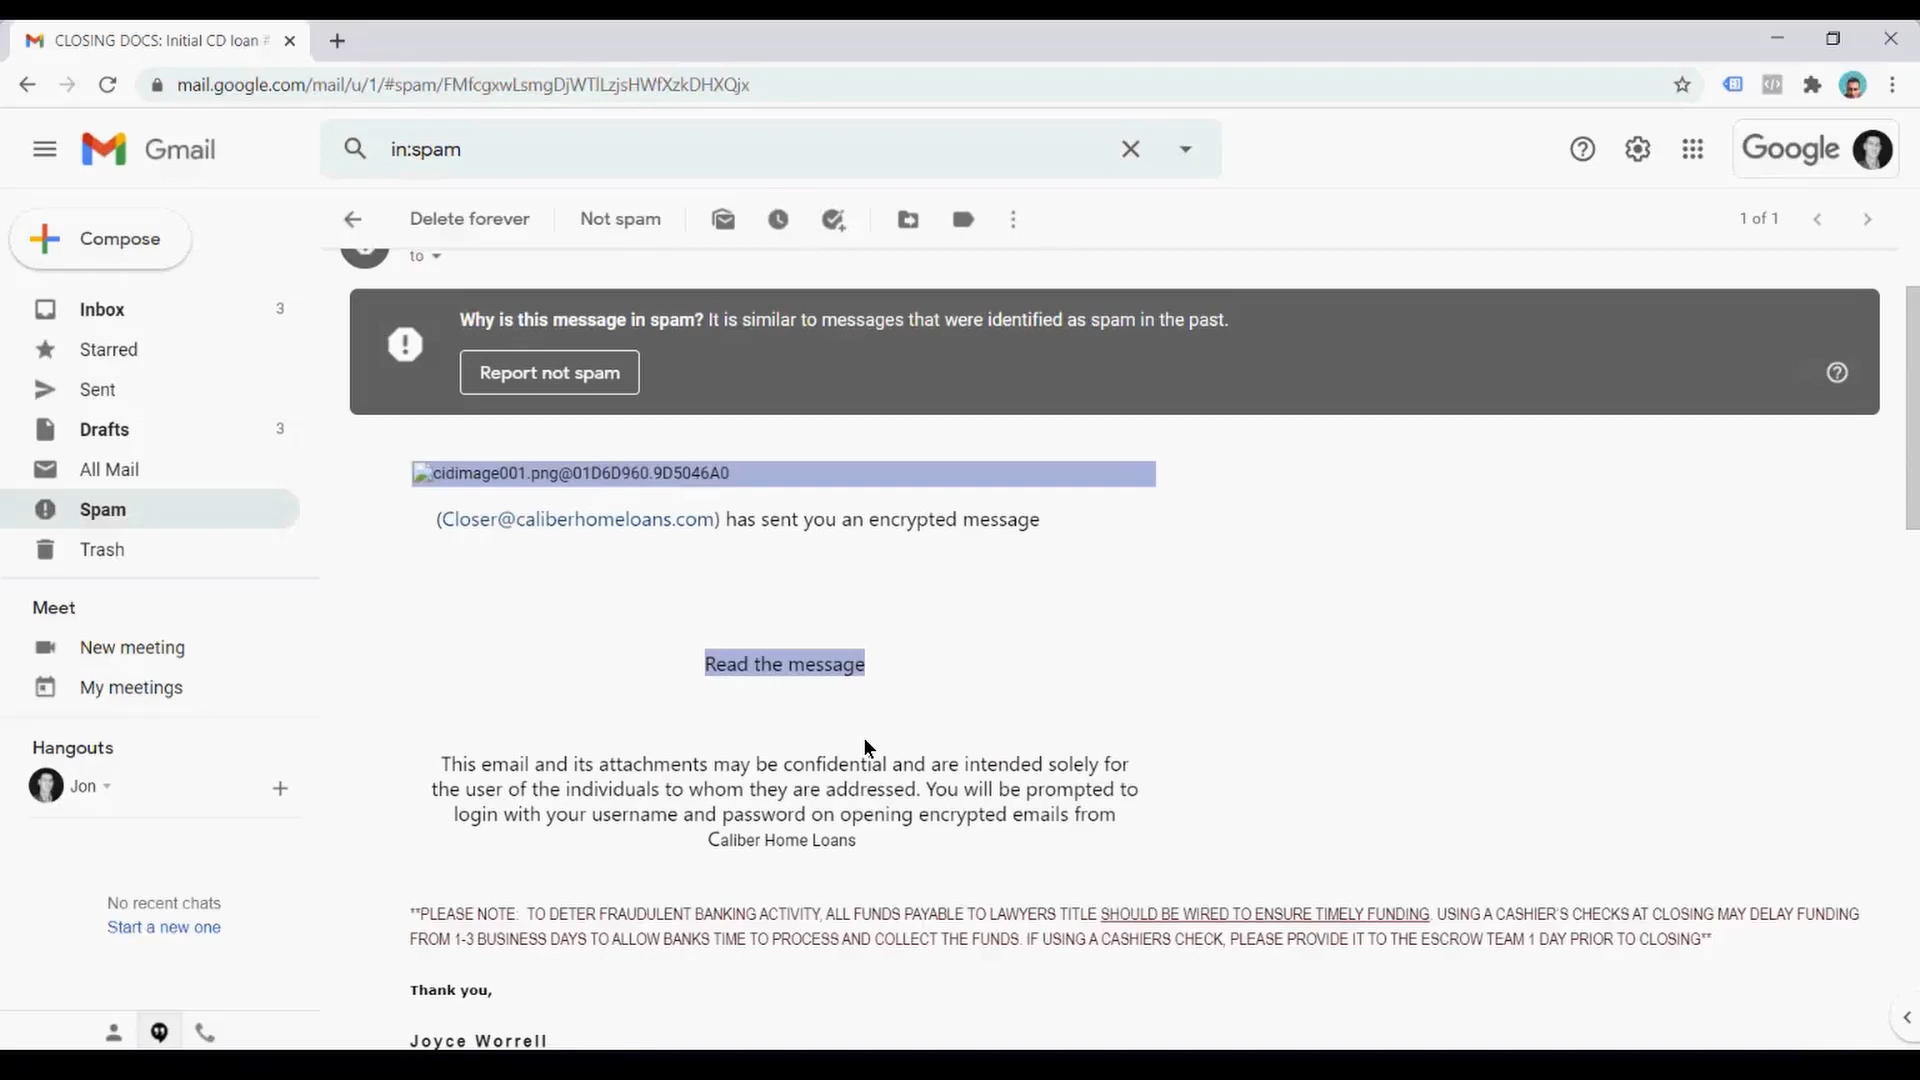 CLOSING DOCS: Initial CD loan #
mail.google.com/mail/u/1/#spam/FMfcgxwLsmgDjWTlLzjsHWfXzkDHXQjx
Gmail
in:spam
Google
Compose
Delete forever
Not spam
1 of 1
to
Inbox 3
Starred
Sent
Drafts 3
All Mail
Spam
Trash
Meet
New meeting
My meetings
Hangouts
Jon
No recent chats
Start a new one
Why is this message in spam? It is similar to messages that were identified as spam in the past.
Report not spam
cidimage001.png@01D6D960.9D5046A0
(Closer@caliberhomeloans.com) has sent you an encrypted message
Read the message
This email and its attachments may be confidential and are intended solely for
the user of the individuals to whom they are addressed. You will be prompted to
login with your username and password on opening encrypted emails from
Caliber Home Loans
**PLEASE NOTE: TO DETER FRAUDULENT BANKING ACTIVITY, ALL FUNDS PAYABLE TO LAWYERS TITLE SHOULD BE WIRED TO ENSURE TIMELY FUNDING. USING A CASHIER'S CHECKS AT CLOSING MAY DELAY FUNDING
FROM 1-3 BUSINESS DAYS TO ALLOW BANKS TIME TO PROCESS AND COLLECT THE FUNDS. IF USING A CASHIERS CHECK, PLEASE PROVIDE IT TO THE ESCROW TEAM 1 DAY PRIOR TO CLOSING**
Thank you,
Joyce Worrell